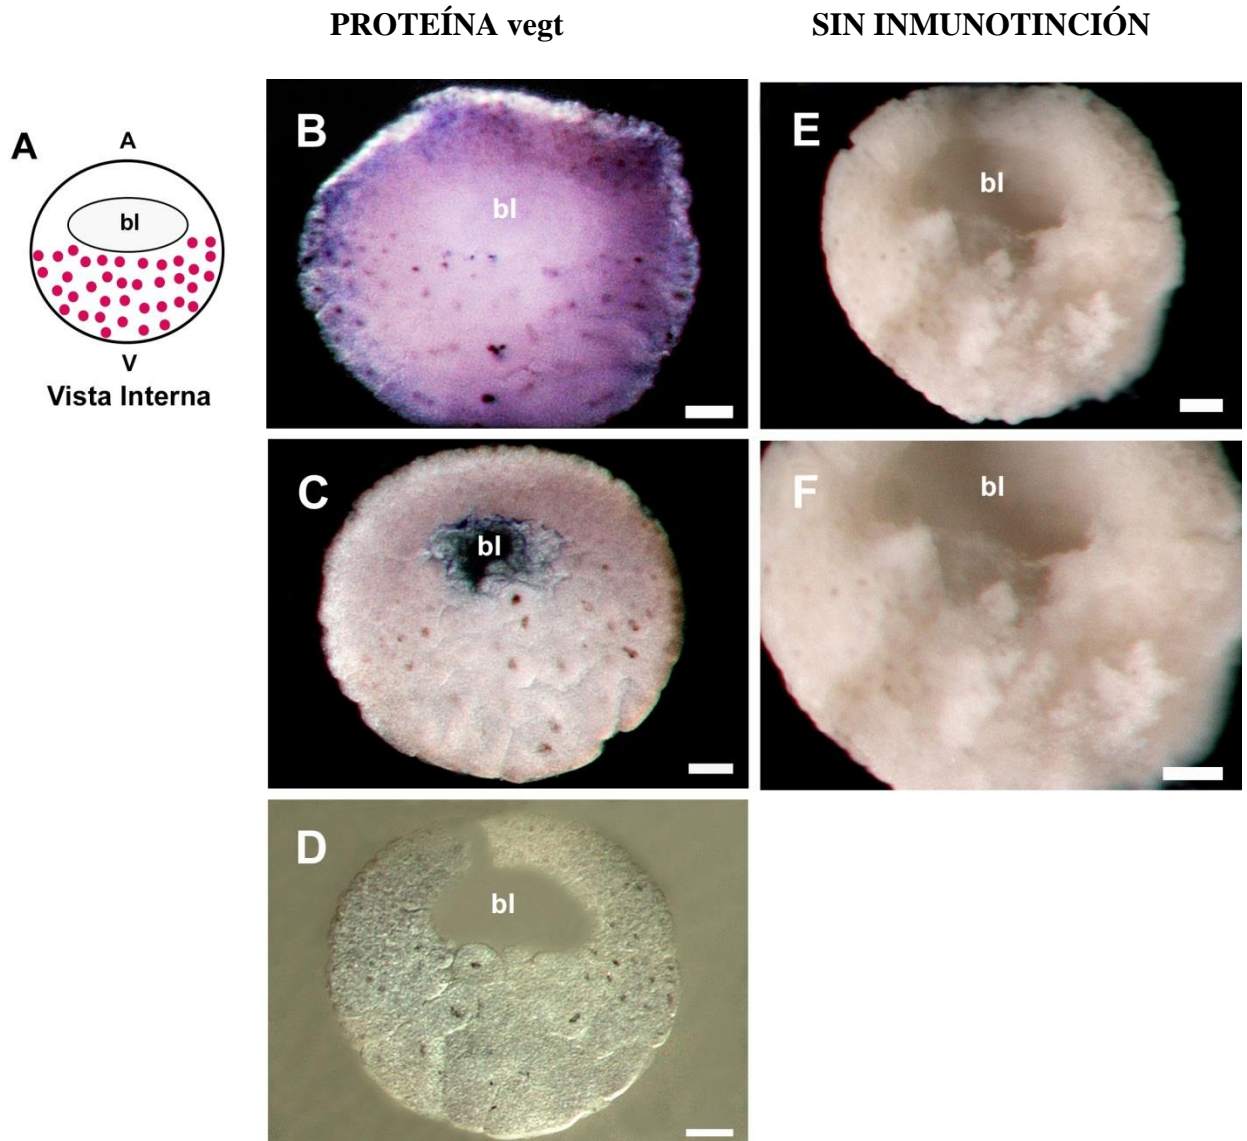 PROTEÍNA vegt
SIN INMUNOTINCIÓN
A
A
bl
V
Vista Interna
B
bl
C
bl
D
bl
E
bl
F
bl